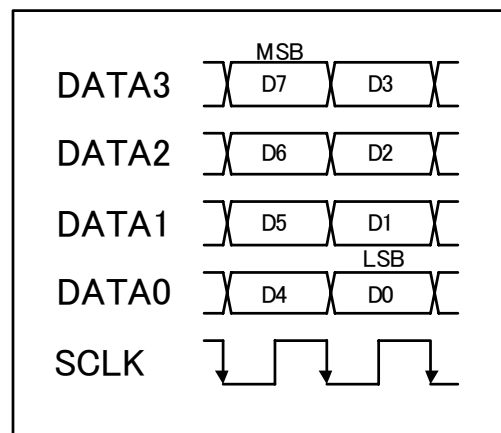 MSB
DATA3 D7 D3
DATA2 D6 D2
DATA1 D5 D1
LSB
DATA0 D4 D0
SCLK